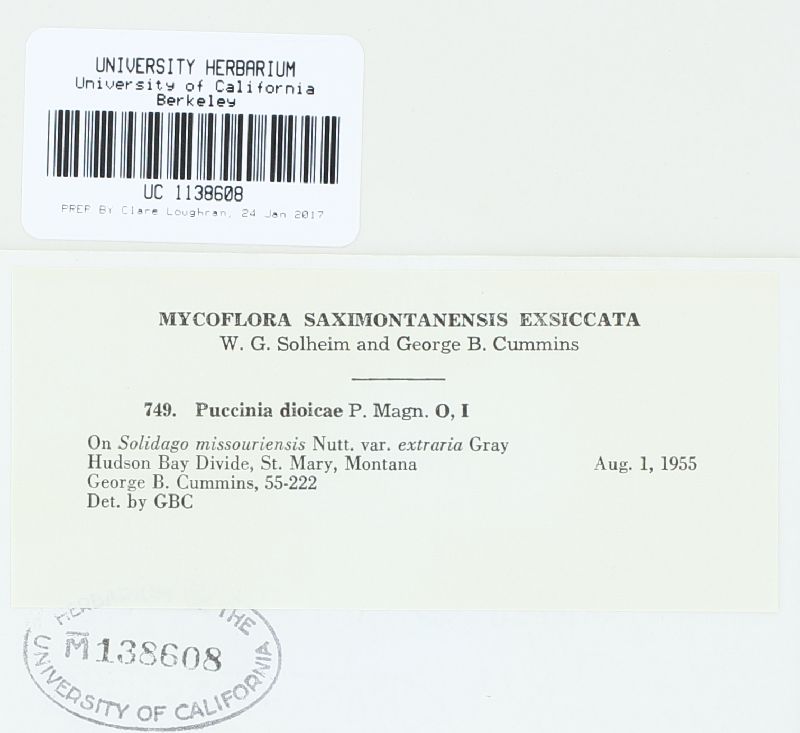 UNIVERSITY HERBARIUM
University of California
Berkeley
UC 1138608
PREP BY Clare Loughran, 24 Jan 2017
MYCOFLORA SAXIMONTANENSIS EXSICCATA
W. G. Solheim and George B. Cummins
749. Puccinia dioicae P. Magn. O, I
On Solidago missouriensis Nutt. var. extraria Gray
Hudson Bay Divide, St. Mary, Montana Aug. 1, 1955
George B. Cummins, 55-222
Det. by GBC
THE
M138608
UNIVERSITY OF CALIFORNIA